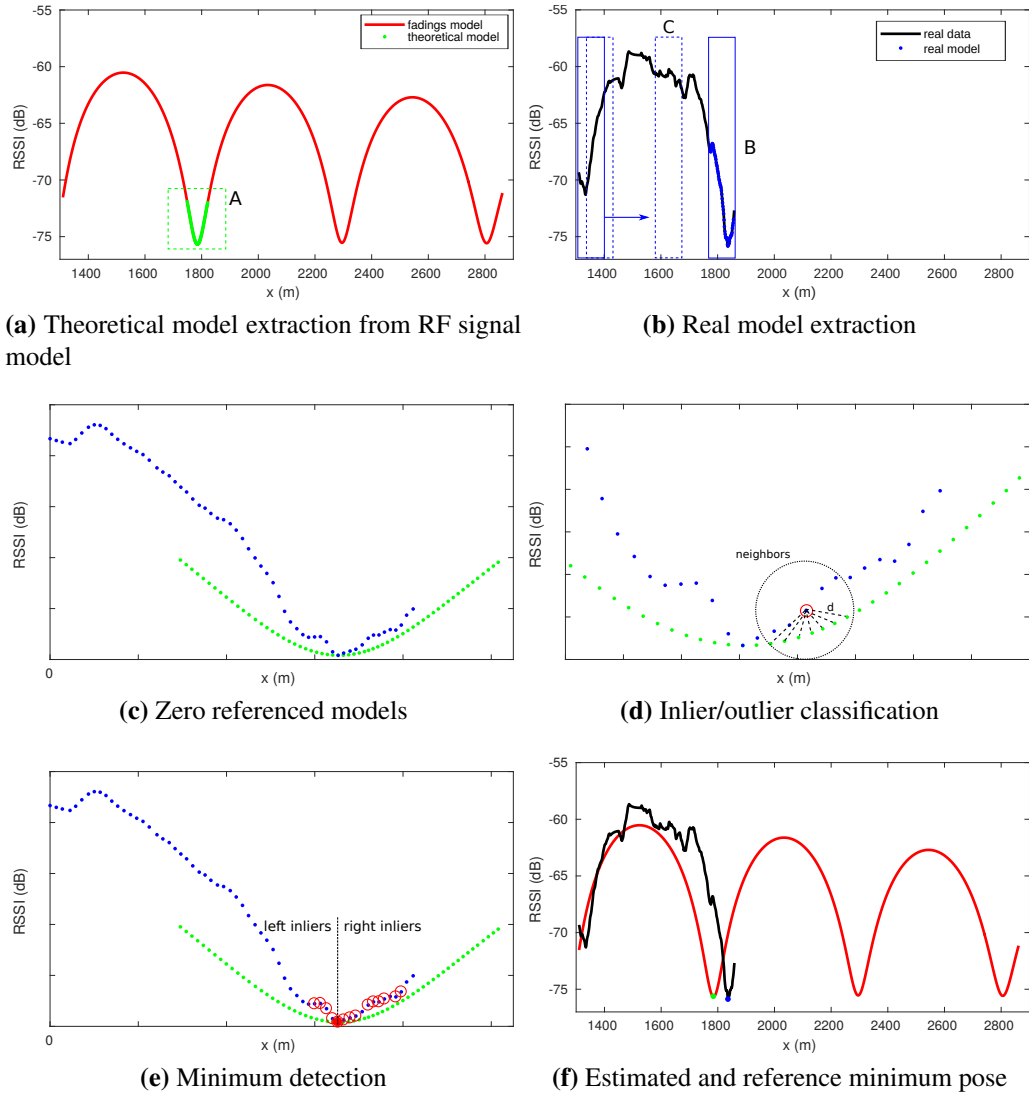 -55
-60
-65
-70
-75
RSSI (dB)
1400 1600 1800 2000 2200 2400 2600 2800
x (m)
fadings model
theoretical model
A
(a) Theoretical model extraction from RF signal
model
-55
-60
-65
-70
-75
RSSI (dB)
1400 1600 1800 2000 2200 2400 2600 2800
x (m)
C
B
real data
real model
(b) Real model extraction
RSSI (dB)
0
x (m)
(c) Zero referenced models
RSSI (dB)
neighbors
d
x (m)
(d) Inlier/outlier classification
RSSI (dB)
left inliers
right inliers
0
x (m)
(e) Minimum detection
-55
-60
-65
-70
-75
RSSI (dB)
1400 1600 1800 2000 2200 2400 2600 2800
x (m)
(f) Estimated and reference minimum pose